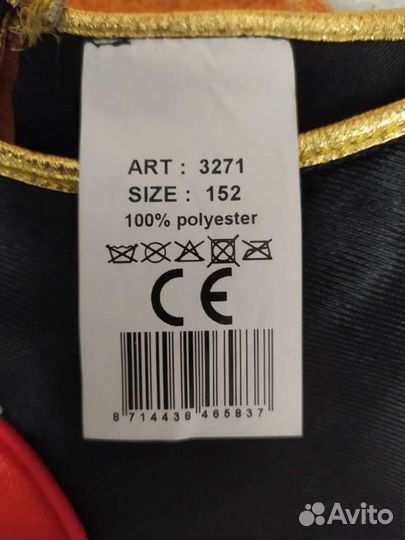 ART : 3271
SIZE : 152
100% polyester
CE
8 714438 465837
Avito